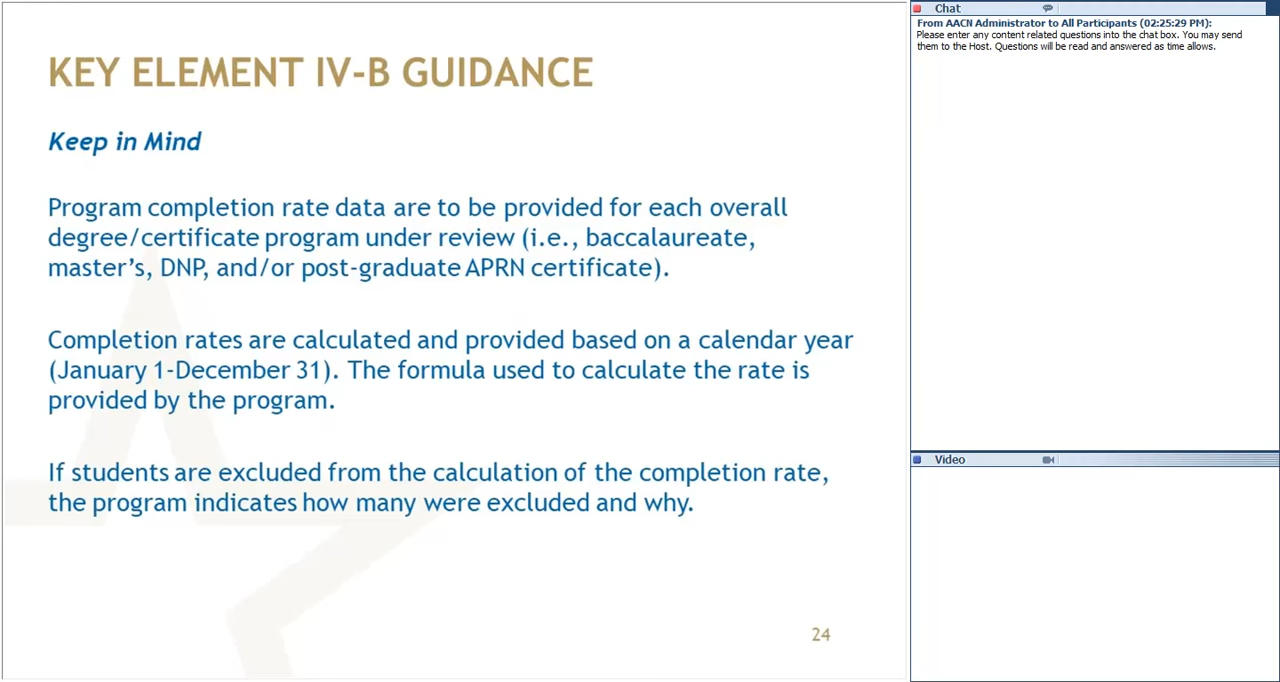 KEY ELEMENT IV-B GUIDANCE
Keep in Mind
Program completion rate data are to be provided for each overall
degree/certificate program under review (i.e., baccalaureate,
master’s, DNP, and/or post-graduate APRN certificate).
Completion rates are calculated and provided based on a calendar year
(January 1-December 31). The formula used to calculate the rate is
provided by the program.
If students are excluded from the calculation of the completion rate,
the program indicates how many were excluded and why.
24
Chat
From AACN Administrator to All Participants (02:25:29 PM):
Please enter any content related questions into the chat box. You may send
them to the Host. Questions will be read and answered as time allows.
Video